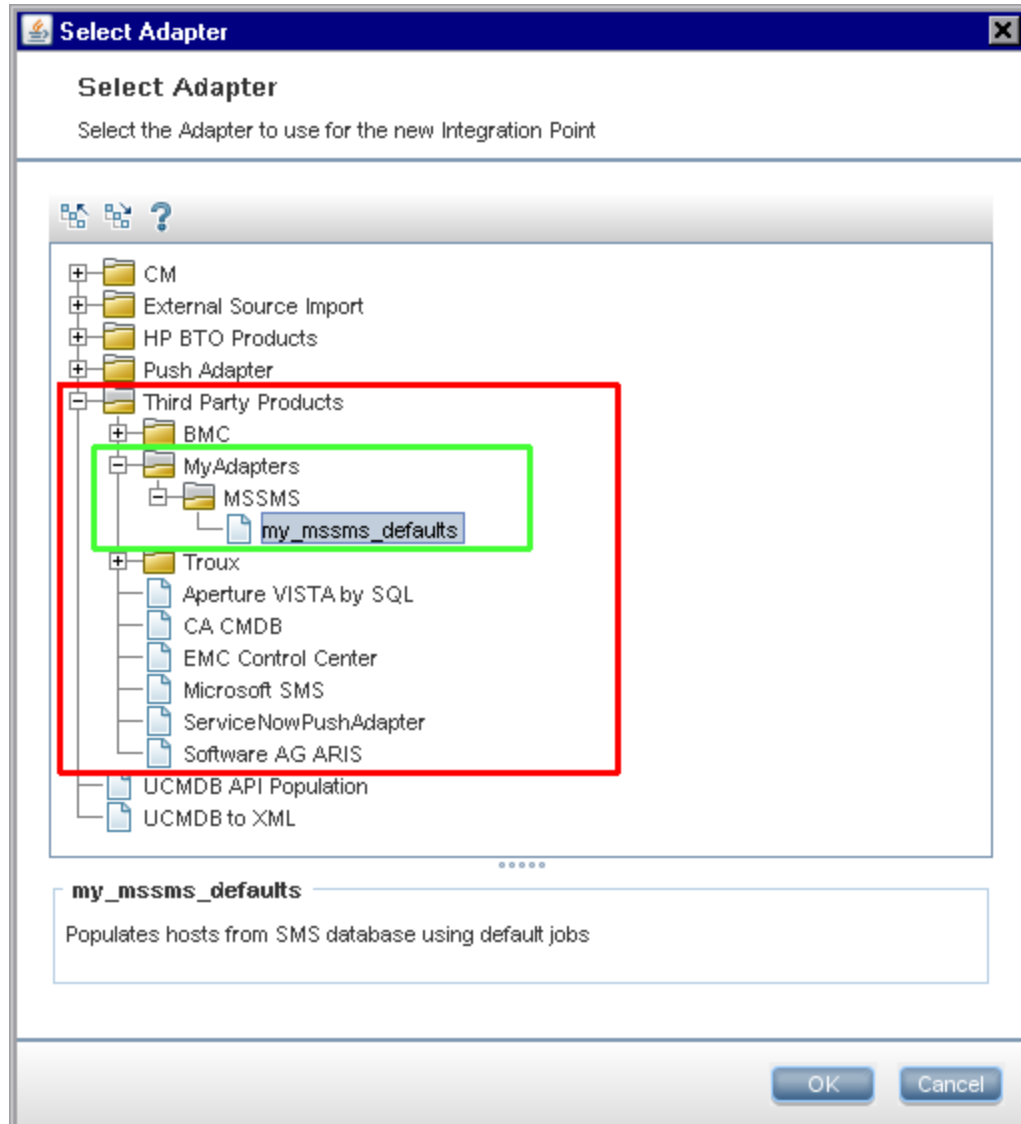 Select Adapter
Select Adapter
Select the Adapter to use for the new Integration Point
?
CM
External Source Import
HP BTO Products
Push Adapter
Third Party Products
BMC
MyAdapters
MSSMS
my_mssms_defaults
Troux
Aperture VISTA by SQL
CA CMDB
EMC Control Center
Microsoft SMS
ServiceNowPushAdapter
Software AG ARIS
UCMDB API Population
UCMDB to XML
my_mssms_defaults
Populates hosts from SMS database using default jobs
OK Cancel